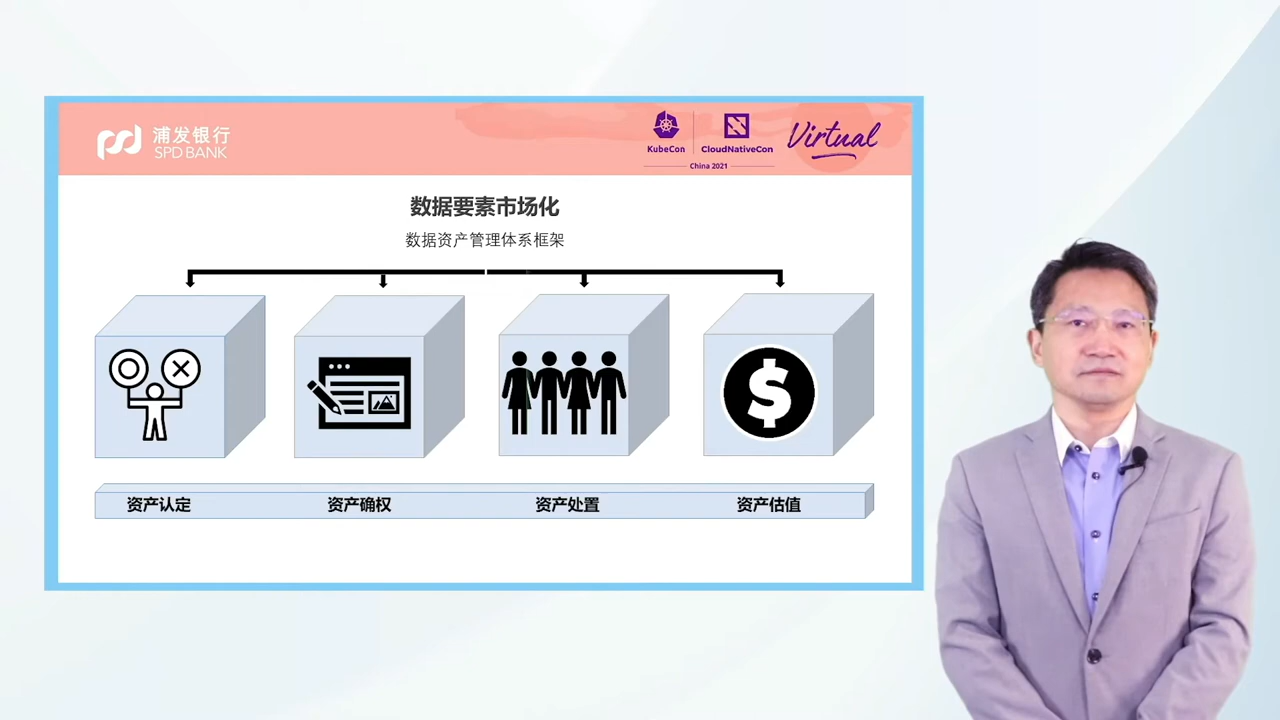 浦发银行
SPD BANK
KubeCon
CloudNativeCon
China 2021
Virtual
数据要素市场化
数据资产管理体系框架
$
资产认定
资产确权
资产处置
资产估值